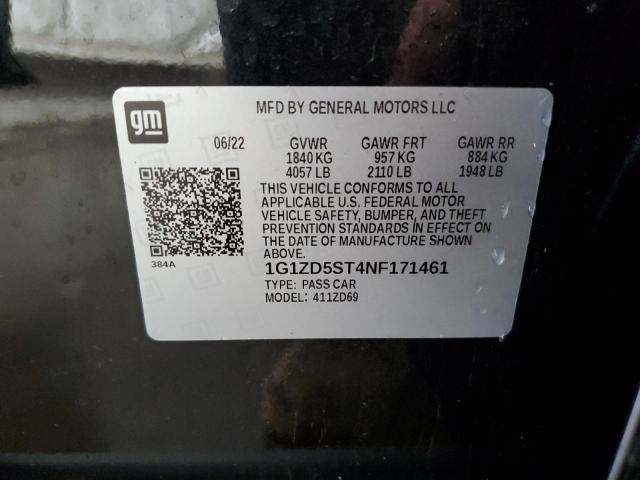 gm
MFD BY GENERAL MOTORS LLC
06/22 GVWR GAWR FRT GAWR RR
1840 KG 957 KG 884 KG
4057 LB 2110 LB 1948 LB
THIS VEHICLE CONFORMS TO ALL
APPLICABLE U.S. FEDERAL MOTOR
VEHICLE SAFETY, BUMPER, AND THEFT
PREVENTION STANDARDS IN EFFECT ON
THE DATE OF MANUFACTURE SHOWN
ABOVE.
384A
1G1ZD5ST4NF171461
TYPE: PASS CAR
MODEL: 411ZD69